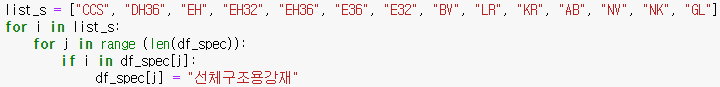 list_s = ["CCS", "DH36", "EH", "EH32", "EH36", "E36", "E32", "BV", "LR", "KR", "AB", "NV", "NK", "GL"]
for i in list_s:
    for j in range (len(df_spec)):
        if i in df_spec[j]:
            df_spec[j] = "선체구조용강재"